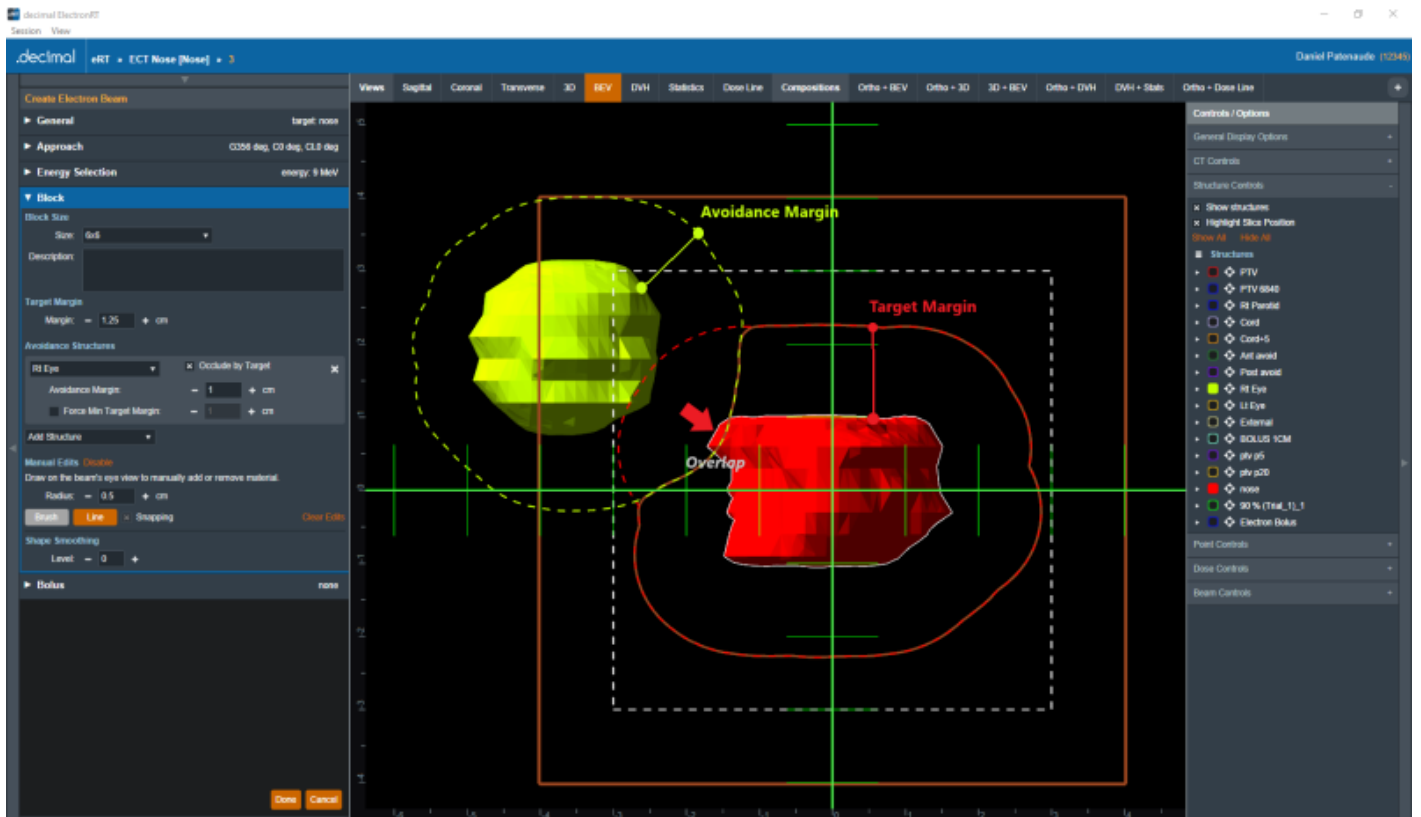 decimal ElectronRT
Session View
.decimal eRT • ECT Nose [Nose] • 3 Daniel Patenaude (12345)
Views Sagittal Coronal Transverse 3D BEV DVH Statistics Dose Line Compositions Ortho + BEV Ortho + 3D 3D + BEV Ortho + DVH DVH + Stats Ortho + Dose Line +
Create Electron Beam
General target: nose
Approach G356 deg, C0 deg, CL0 deg
Energy Selection energy: 9 MeV
Block
Block Size
Size: 6x6
Description:
Target Margin
Margin: - 1.25 + cm
Avoidance Structures
Rt Eye Occlude by Target
Avoidance Margin: - 1 + cm
Force Min Target Margin: - 1 + cm
Add Structure
Manual Edits Disable
Draw on the beam's eye view to manually add or remove material.
Radius: - 0.5 + cm
Brush Line Snapping Clear Edits
Shape Smoothing
Level: - 0 +
Bolus none
Done Cancel
Avoidance Margin
Target Margin
Overlap
Controls / Options
General Display Options +
CT Controls +
Structure Controls -
Show structures
Highlight Slice Position
Show All Hide All
Structures
PTV
PTV 6840
Rt Parotid
Cord
Cord+5
Ant avoid
Post avoid
Rt Eye
Lt Eye
External
BOLUS 1CM
ptv p5
ptv p20
nose
90 % (Trial_1)_1
Electron Bolus
Point Controls +
Dose Controls +
Beam Controls +